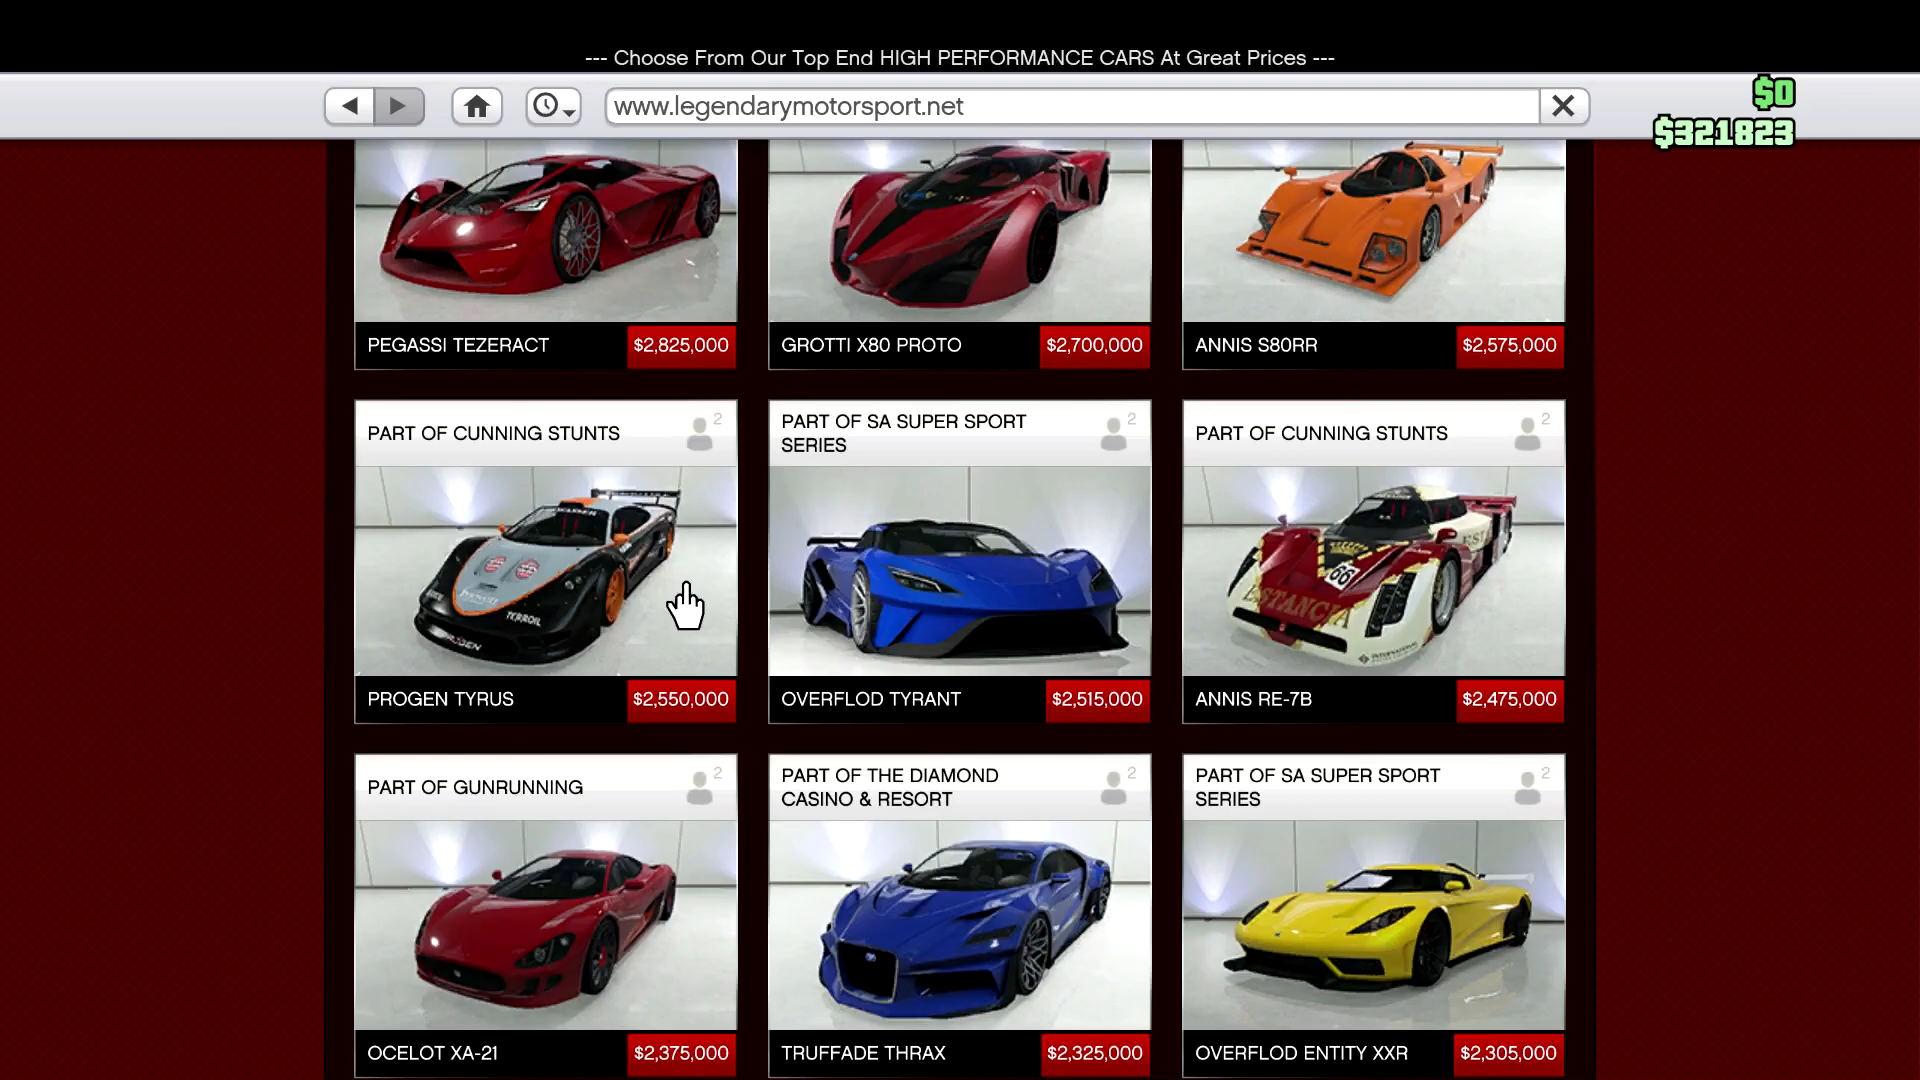 --- Choose From Our Top End HIGH PERFORMANCE CARS At Great Prices ---
www.legendarymotorsport.net
$0
$321823
PEGASSI TEZERACT $2,825,000
GROTTI X80 PROTO $2,700,000
ANNIS S80RR $2,575,000
PART OF CUNNING STUNTS 2
PART OF SA SUPER SPORT
SERIES 2
PART OF CUNNING STUNTS 2
TERROIL
PROGEN
66
ESTANCIA
PROGEN TYRUS $2,550,000
OVERFLOD TYRANT $2,515,000
ANNIS RE-7B $2,475,000
PART OF GUNRUNNING 2
PART OF THE DIAMOND
CASINO & RESORT 2
PART OF SA SUPER SPORT
SERIES 2
OCELOT XA-21 $2,375,000
TRUFFADE THRAX $2,325,000
OVERFLOD ENTITY XXR $2,305,000